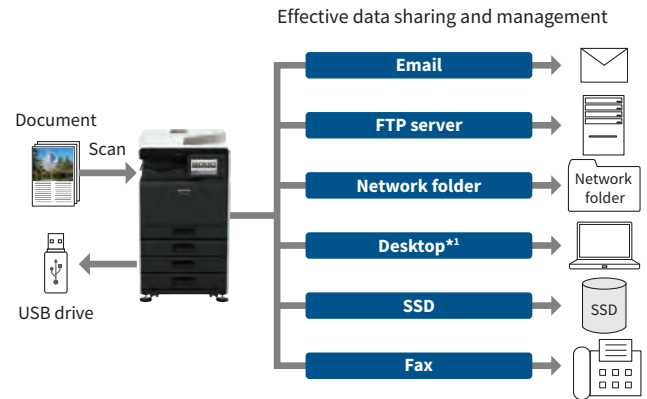 Effective data sharing and management
Document
Scan
USB drive
Email
FTP server
Network folder
Network
folder
Desktop*1
SSD
SSD
Fax